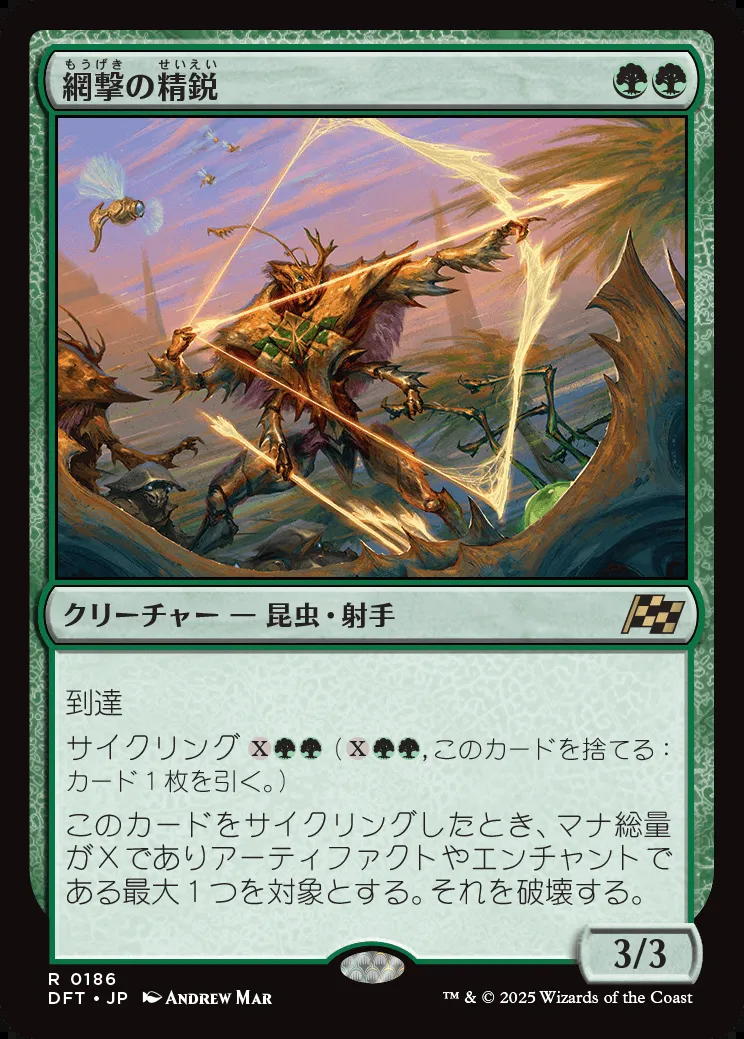 もうげき せいえい
網撃の精鋭
クリーチャー — 昆虫・射手
到達
サイクリング X（X,このカードを捨てる：
カード１枚を引く。）
このカードをサイクリングしたとき、マナ総量
がXでありアーティファクトやエンチャントで
ある最大１つを対象とする。それを破壊する。
3/3
R 0186
DFT • JP Andrew Mar
™ & © 2025 Wizards of the Coast